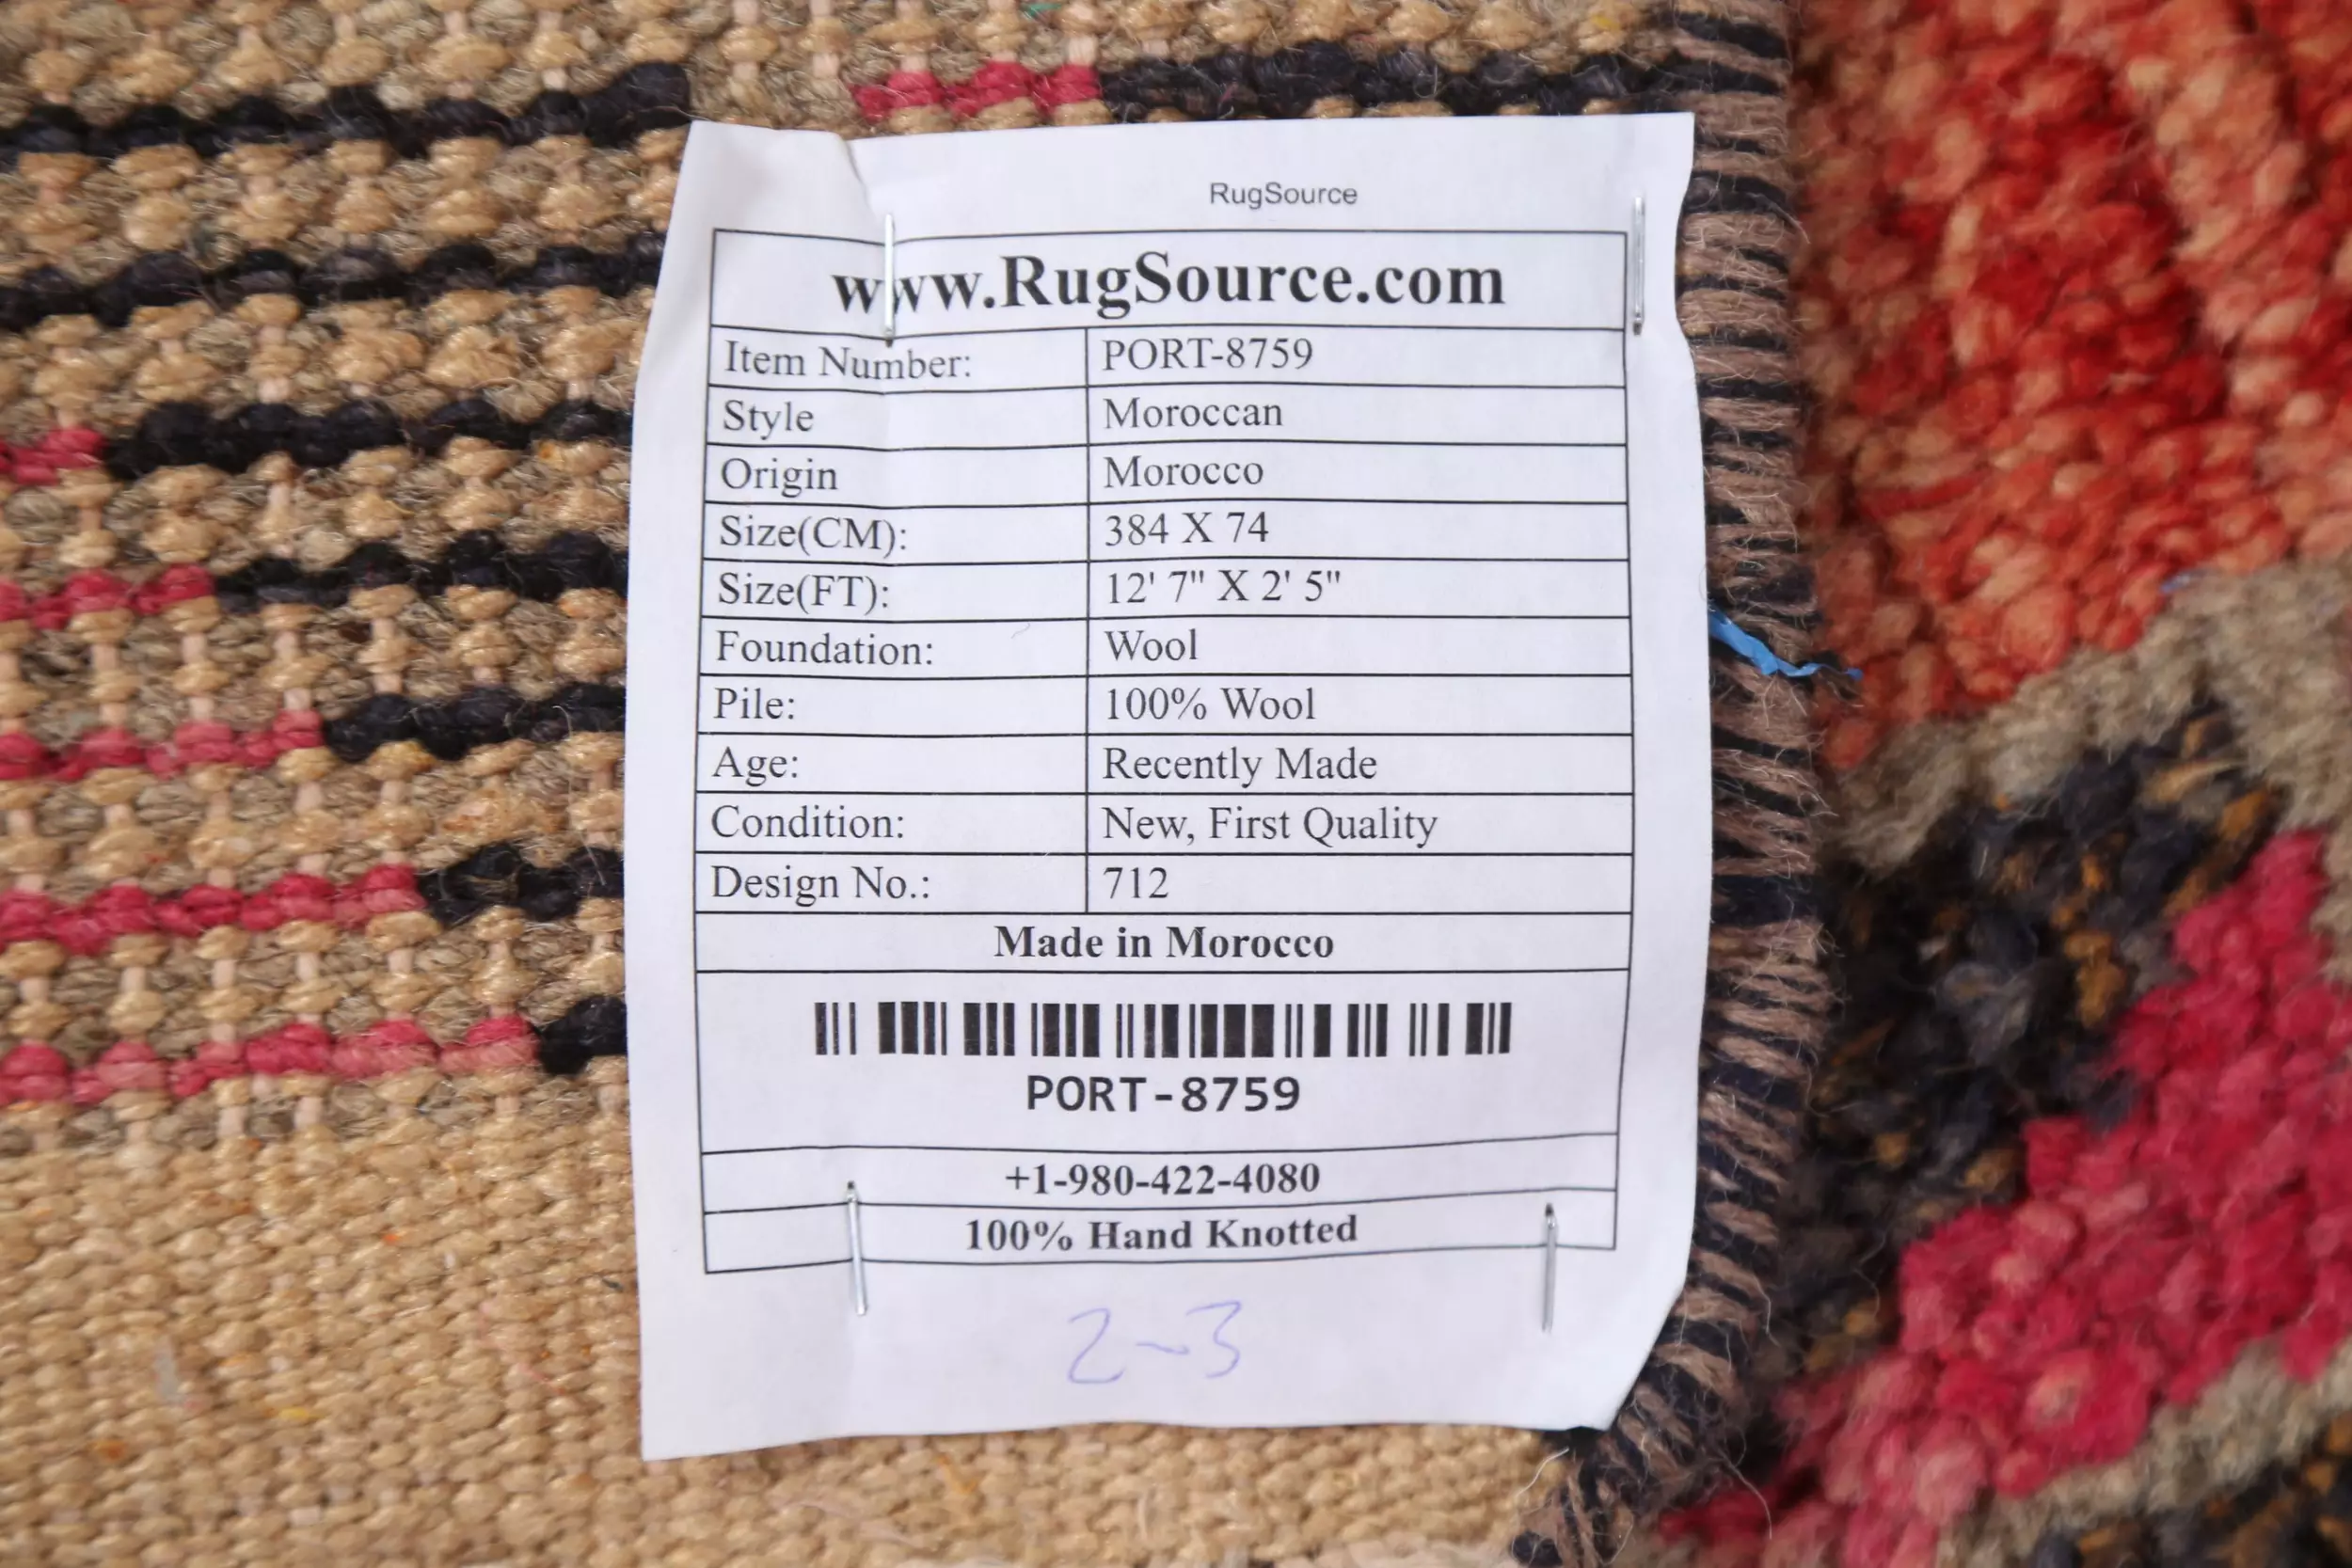 RugSource
www.RugSource.com
Item Number: PORT-8759
Style Moroccan
Origin Morocco
Size(CM): 384 X 74
Size(FT): 12' 7" X 2' 5"
Foundation: Wool
Pile: 100% Wool
Age: Recently Made
Condition: New, First Quality
Design No.: 712
Made in Morocco
PORT-8759
+1-980-422-4080
100% Hand Knotted
2-3